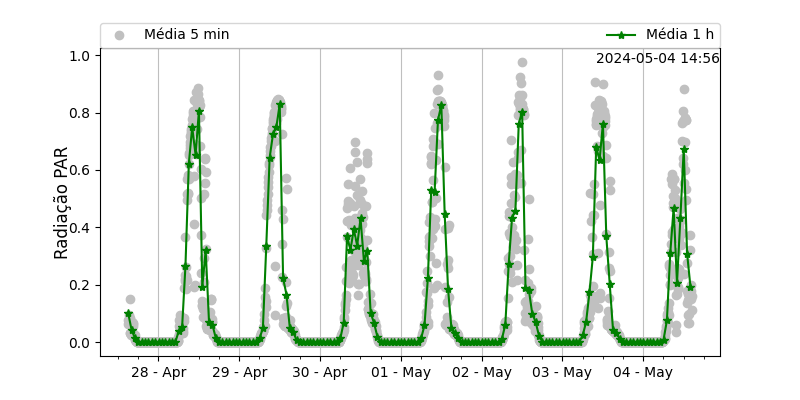 Média 5 min
Média 1 h
2024-05-04 14:56
Radiação PAR
1.0
0.8
0.6
0.4
0.2
0.0
28 - Apr
29 - Apr
30 - Apr
01 - May
02 - May
03 - May
04 - May